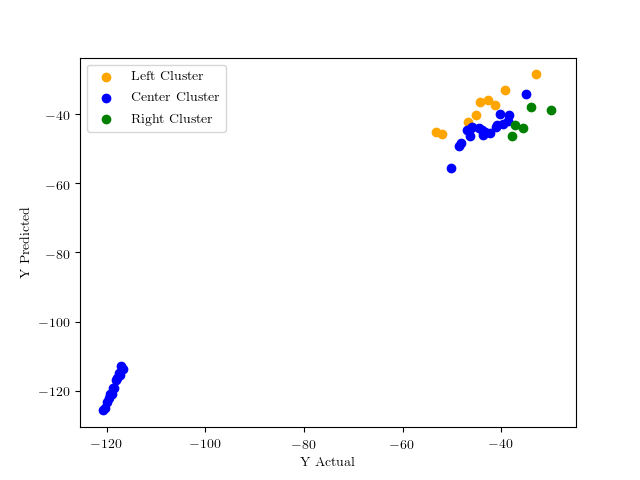 Left Cluster
Center Cluster
Right Cluster
−40
−60
−80
−100
−120
Y Predicted
−120 −100 −80 −60 −40
Y Actual